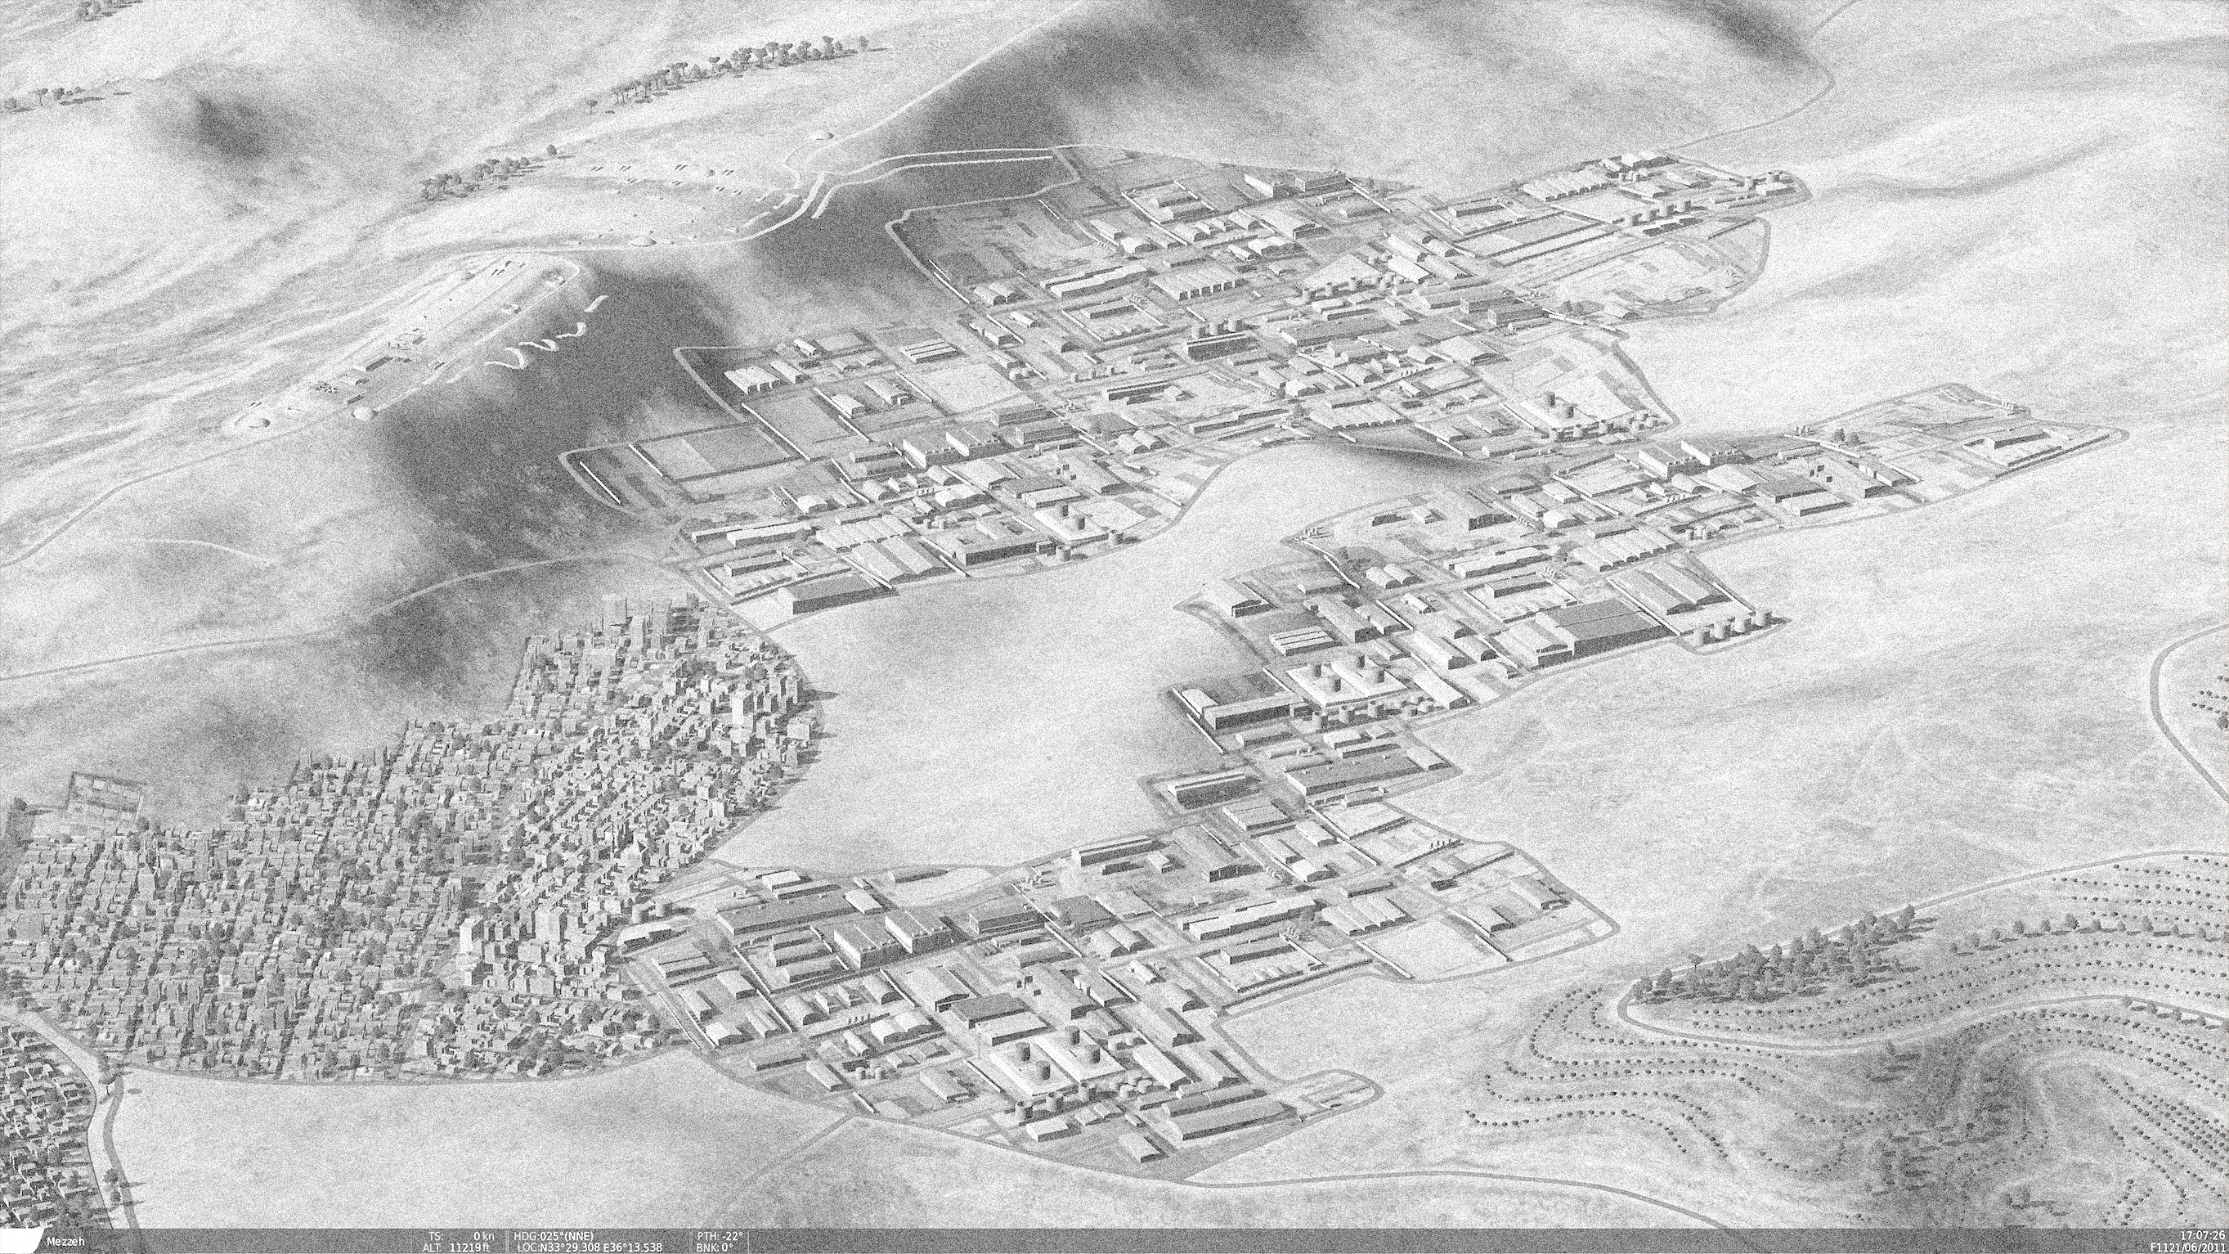 Mezzeh
TS: 0 kn
ALT: 11219 ft
HDG:025°(NNE)
LOC:N33°29.308 E36°13.538
PTH: -22°
BNK: 0°
17:07:26
F1121/06/2011